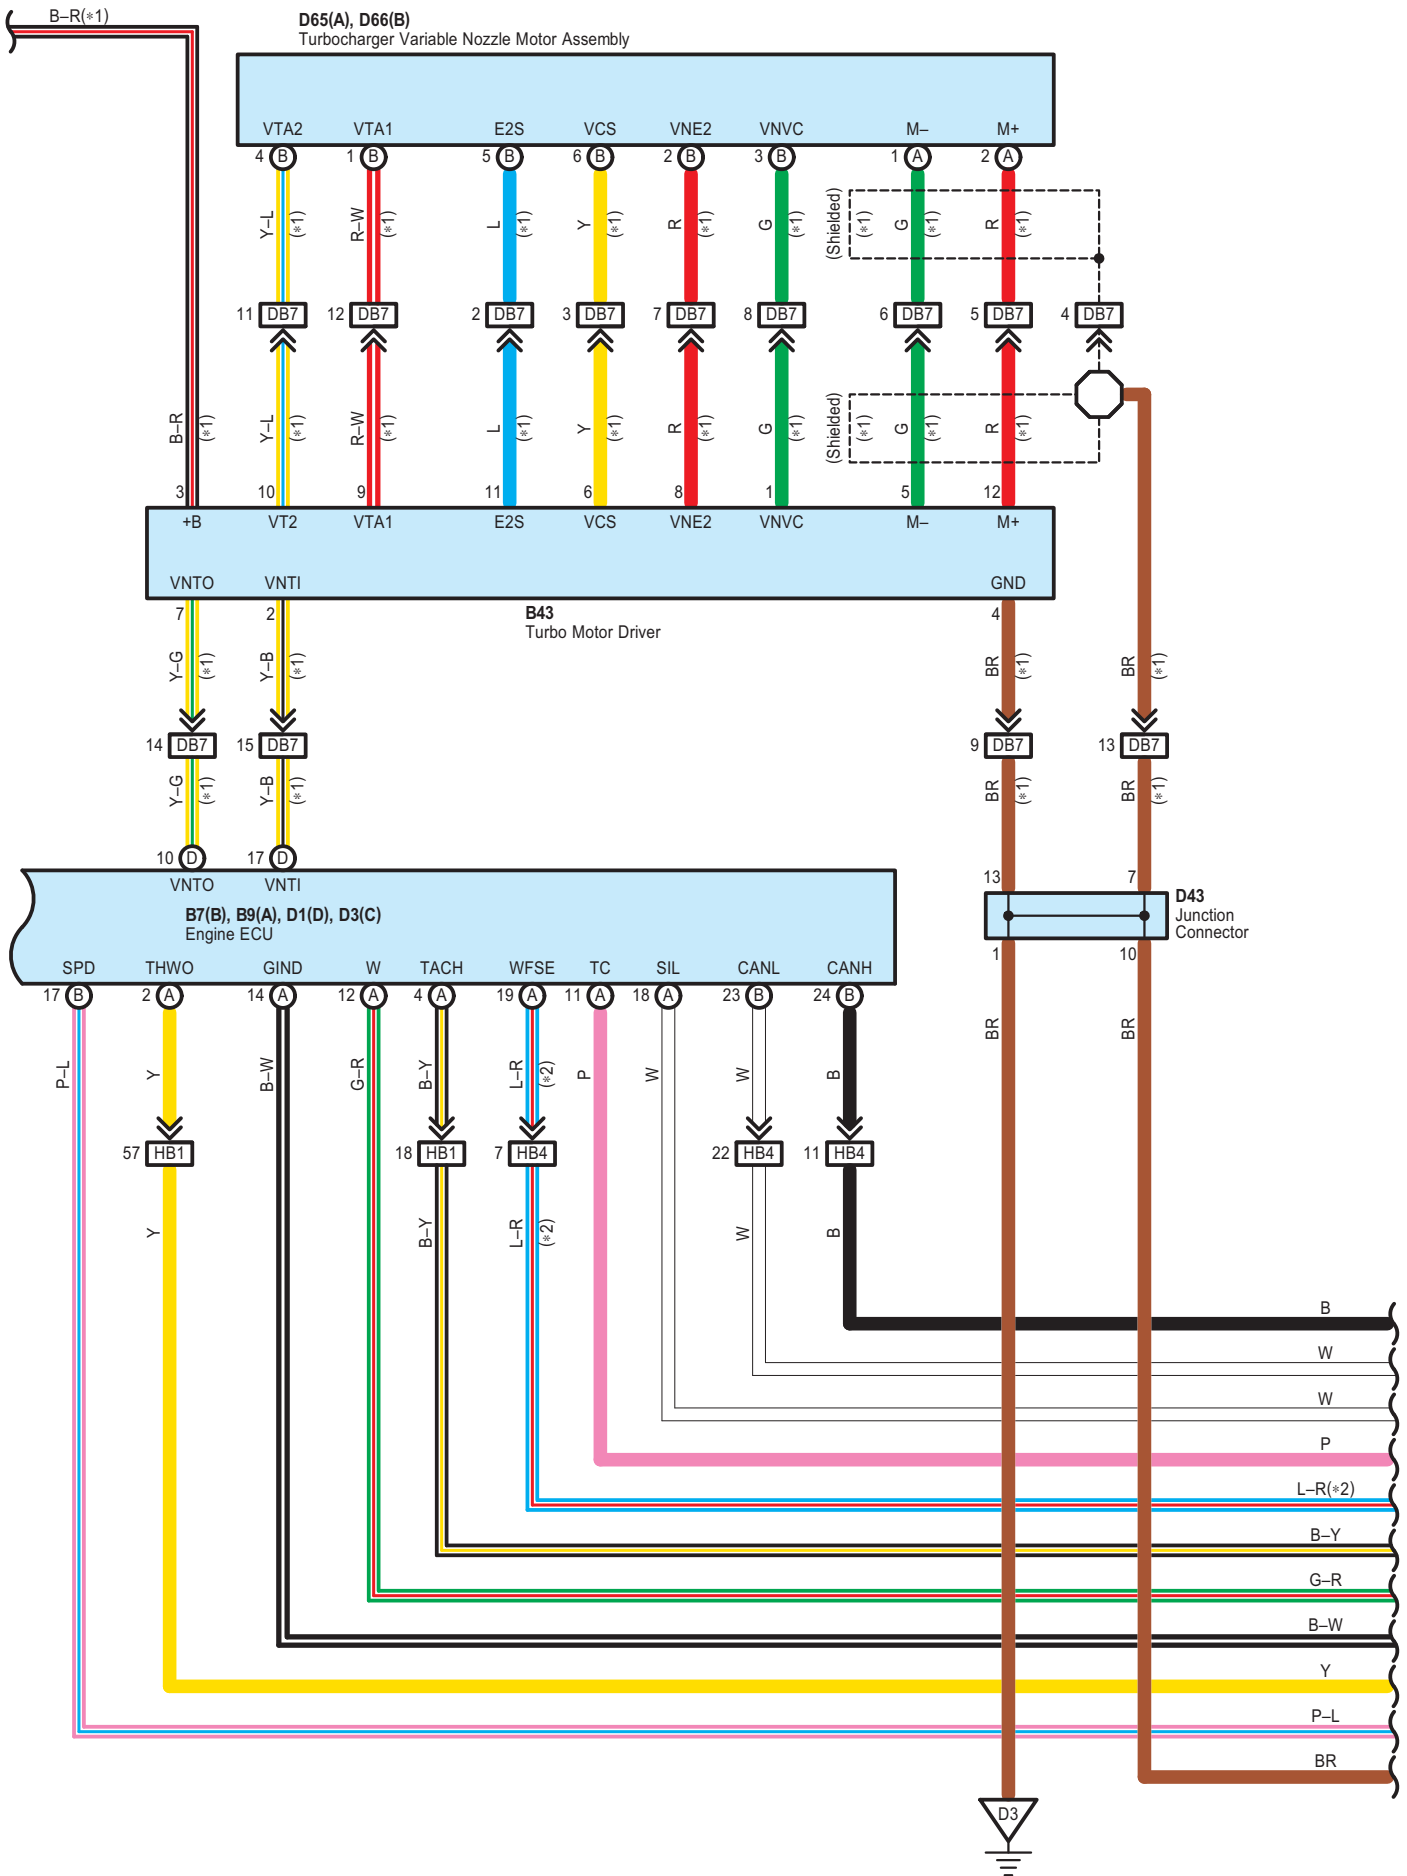 B–R(*1)
D65(A), D66(B)
Turbocharger Variable Nozzle Motor Assembly
VTA2 VTA1 E2S VCS VNE2 VNVC M– M+
4 B 1 B 5 B 6 B 2 B 3 B 1 A 2 A
Y–L (*1) R–W (*1) L (*1) Y (*1) R (*1) G (*1) (Shielded) (*1) G (*1) R (*1)
11 DB7 12 DB7 2 DB7 3 DB7 7 DB7 8 DB7 6 DB7 5 DB7 4 DB7
B–R (*1) Y–L (*1) R–W (*1) L (*1) Y (*1) R (*1) G (*1) (Shielded) (*1) G (*1) R (*1)
3 10 9 11 6 8 1 5 12
+B VT2 VTA1 E2S VCS VNE2 VNVC M– M+
VNTO VNTI GND
7 2 4
B43
Turbo Motor Driver
Y–G (*1) Y–B (*1) BR (*1) BR (*1)
14 DB7 15 DB7 9 DB7 13 DB7
Y–G (*1) Y–B (*1) BR (*1) BR (*1)
10 D 17 D
VNTO VNTI
13 7
B7(B), B9(A), D1(D), D3(C)
Engine ECU
D43
Junction
Connector
1 10
SPD THWO GIND W TACH WFSE TC SIL CANL CANH
17 B 2 A 14 A 12 A 4 A 19 A 11 A 18 A 23 B 24 B
P–L Y B–W G–R B–Y L–R (*2) P W W B BR BR
57 HB1 18 HB1 7 HB4 22 HB4 11 HB4
Y B–Y L–R (*2) W B
B
W
W
P
L–R(*2)
B–Y
G–R
B–W
Y
P–L
BR
D3